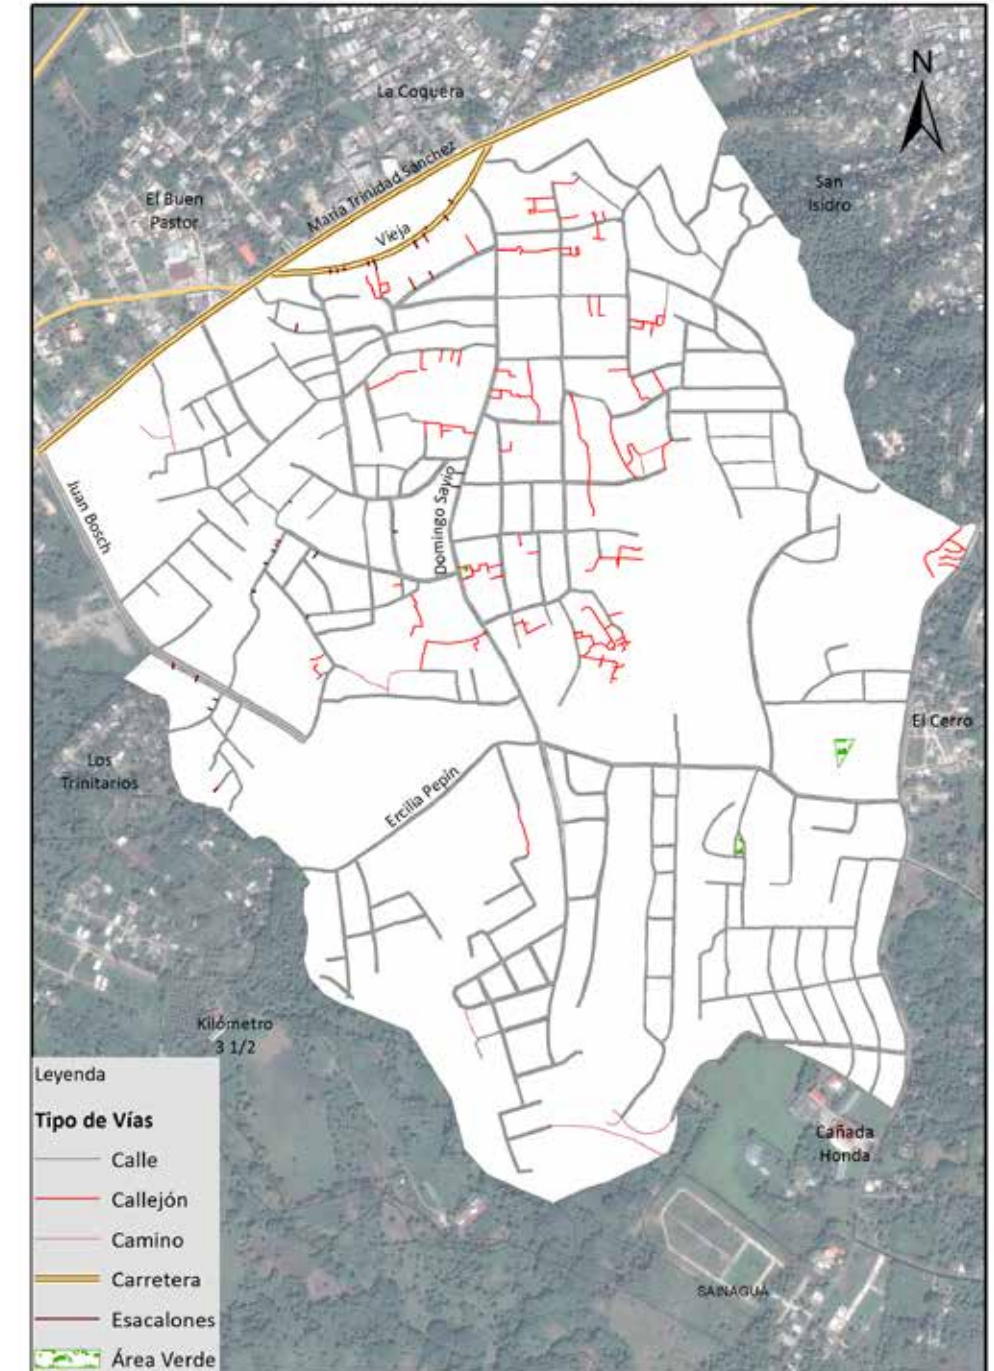 N
La Coquera
María Trinidad Sánchez
San
Isidro
El Buen
Pastor
Vieja
Juan Bosch
Domingo Savio
El Cerro
Los
Trinitarios
Ercilia Pepín
Kilómetro
3 1/2
Leyenda
Tipo de Vías
Calle
Callejón
Camino
Carretera
Esacalones
Área Verde
Cañada
Honda
SAINAGUÁ